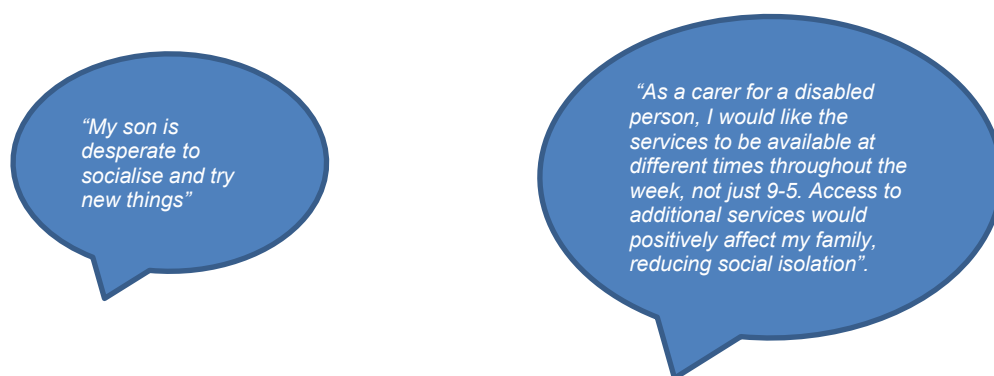 “My son is
desperate to
socialise and try
new things”
“As a carer for a disabled
person, I would like the
services to be available at
different times throughout the
week, not just 9-5. Access to
additional services would
positively affect my family,
reducing social isolation”.